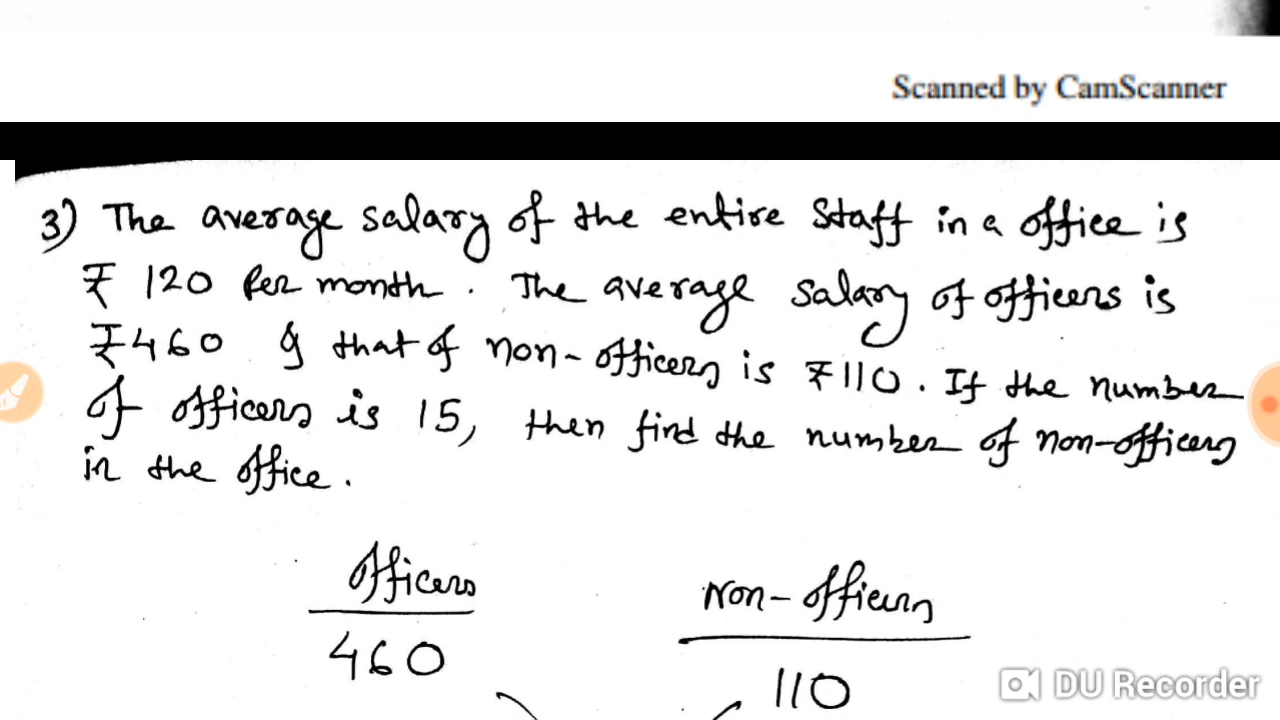 Scanned by CamScanner
3) The average salary of the entire Staff in a office is
₹ 120 per month. The average salary of officers is
₹460 & that of non-officers is ₹110. If the number
of officers is 15, then find the number of non-officers
in the office.
Officers Non-officers
460 110
DU Recorder